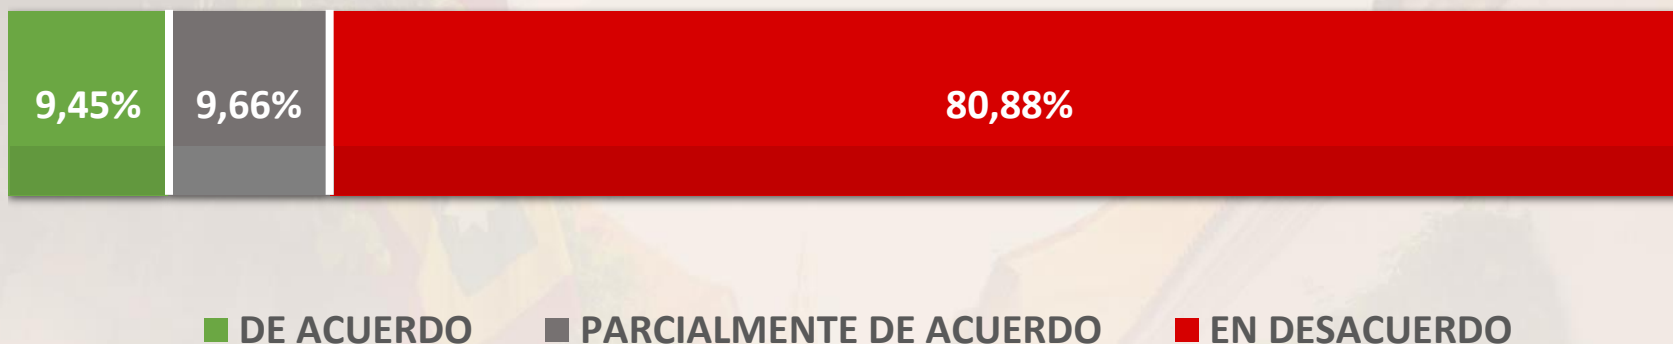 9,45% 9,66% 80,88%
DE ACUERDO PARCIALMENTE DE ACUERDO EN DESACUERDO